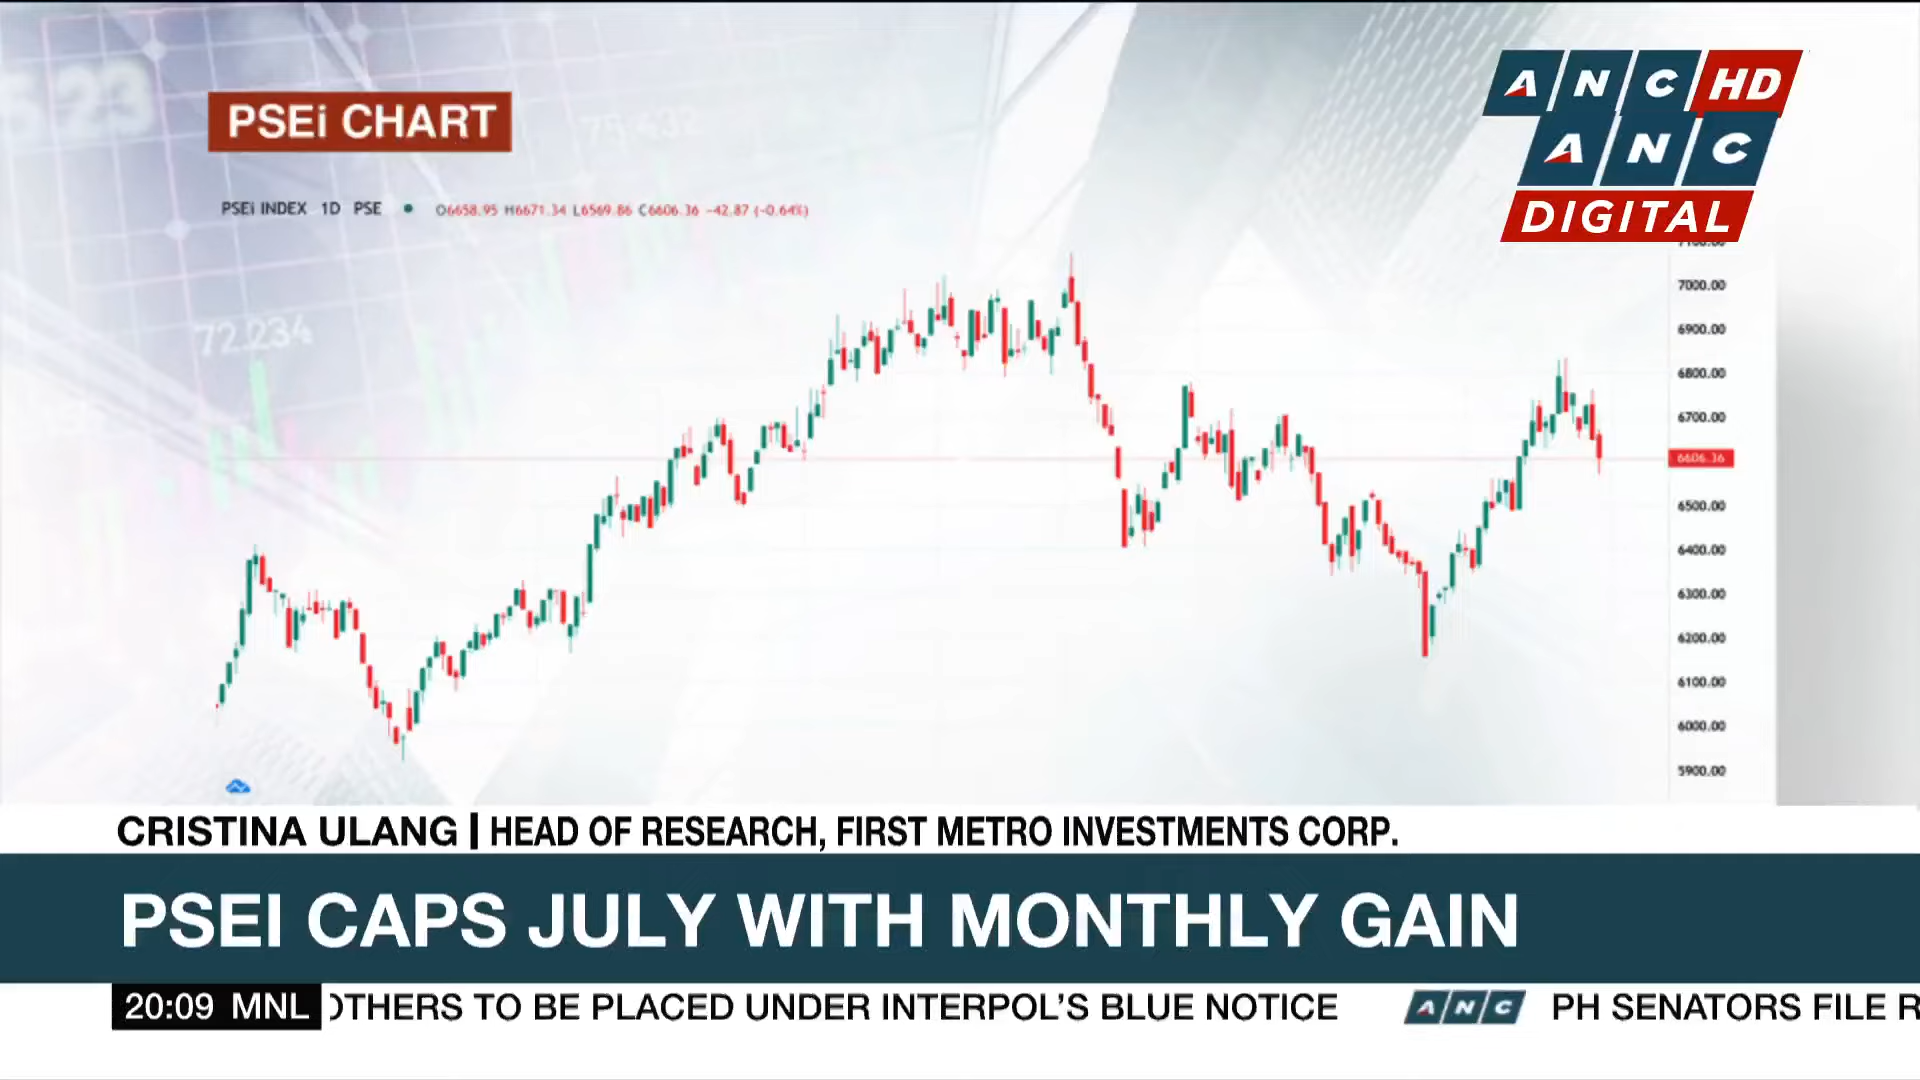 ANC HD
ANC
DIGITAL
PSEi CHART
PSEi INDEX 1D PSE O6658.95 H6671.34 L6569.86 C6606.36 −42.87 (−0.64%)
72.234
7000.00
6900.00
6800.00
6700.00
6606.36
6500.00
6400.00
6300.00
6200.00
6100.00
6000.00
5900.00
CRISTINA ULANG | HEAD OF RESEARCH, FIRST METRO INVESTMENTS CORP.
PSEI CAPS JULY WITH MONTHLY GAIN
20:09 MNL OTHERS TO BE PLACED UNDER INTERPOL'S BLUE NOTICE ANC PH SENATORS FILE R